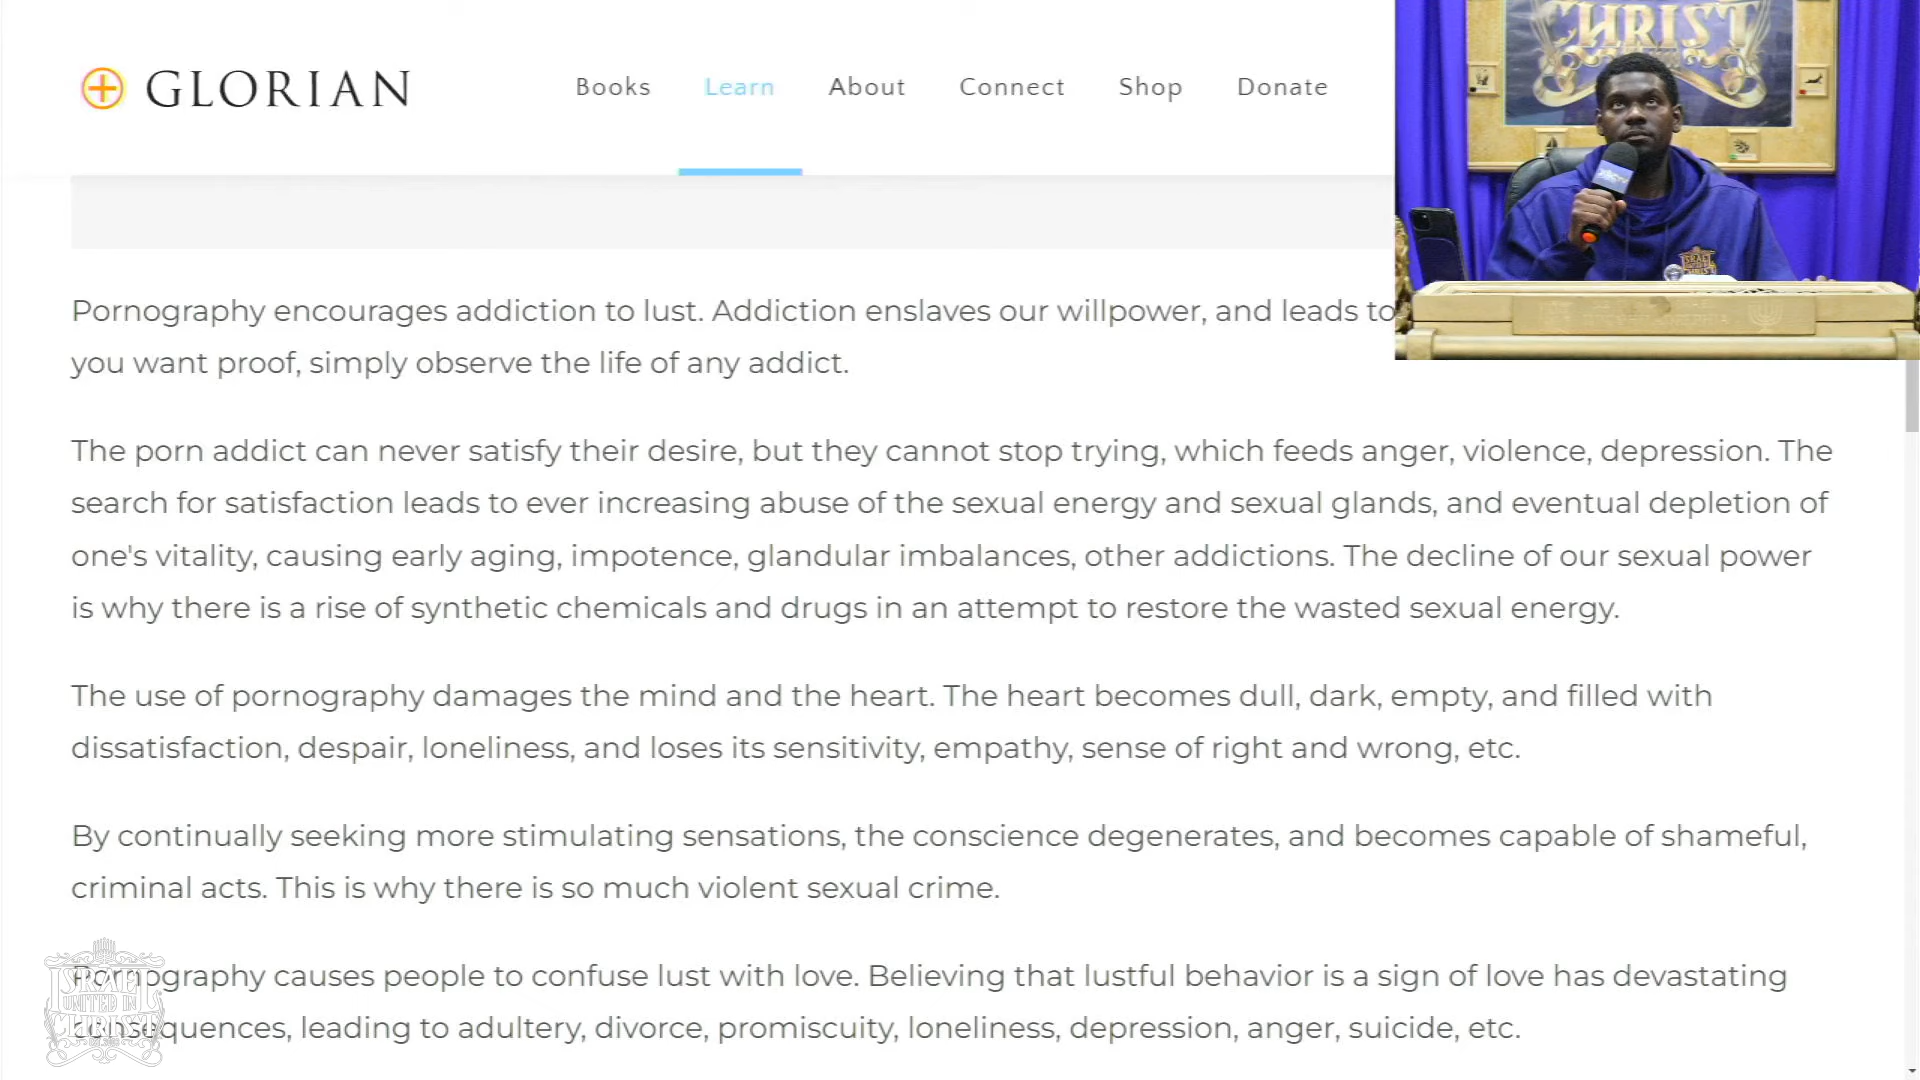 GLORIAN
Books Learn About Connect Shop Donate
CHRIST
ISRAEL
UNITED IN
CHRIST
Pornography encourages addiction to lust. Addiction enslaves our willpower, and leads to
you want proof, simply observe the life of any addict.
The porn addict can never satisfy their desire, but they cannot stop trying, which feeds anger, violence, depression. The
search for satisfaction leads to ever increasing abuse of the sexual energy and sexual glands, and eventual depletion of
one's vitality, causing early aging, impotence, glandular imbalances, other addictions. The decline of our sexual power
is why there is a rise of synthetic chemicals and drugs in an attempt to restore the wasted sexual energy.
The use of pornography damages the mind and the heart. The heart becomes dull, dark, empty, and filled with
dissatisfaction, despair, loneliness, and loses its sensitivity, empathy, sense of right and wrong, etc.
By continually seeking more stimulating sensations, the conscience degenerates, and becomes capable of shameful,
criminal acts. This is why there is so much violent sexual crime.
Pornography causes people to confuse lust with love. Believing that lustful behavior is a sign of love has devastating
consequences, leading to adultery, divorce, promiscuity, loneliness, depression, anger, suicide, etc.
ISRAEL
UNITED IN
CHRIST